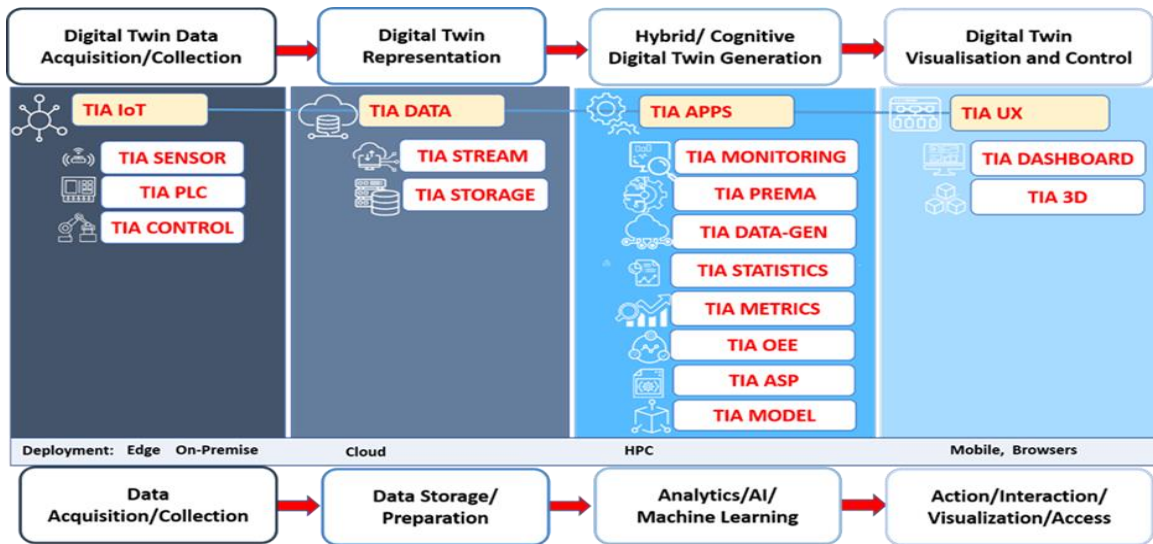 Digital Twin Data
Acquisition/Collection
Digital Twin
Representation
Hybrid/ Cognitive
Digital Twin Generation
Digital Twin
Visualisation and Control
TIA IoT
TIA SENSOR
TIA PLC
TIA CONTROL
TIA DATA
TIA STREAM
TIA STORAGE
TIA APPS
TIA MONITORING
TIA PREMA
TIA DATA-GEN
TIA STATISTICS
TIA METRICS
TIA OEE
TIA ASP
TIA MODEL
TIA UX
TIA DASHBOARD
TIA 3D
Deployment: Edge On-Premise
Cloud
HPC
Mobile, Browsers
Data
Acquisition/Collection
Data Storage/
Preparation
Analytics/AI/
Machine Learning
Action/Interaction/
Visualization/Access